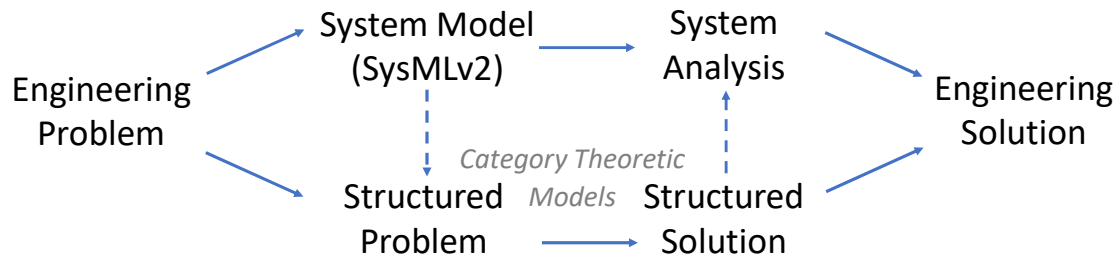 Engineering
Problem
System Model
(SysMLv2)
System
Analysis
Engineering
Solution
Category Theoretic
Models
Structured
Problem
Structured
Solution